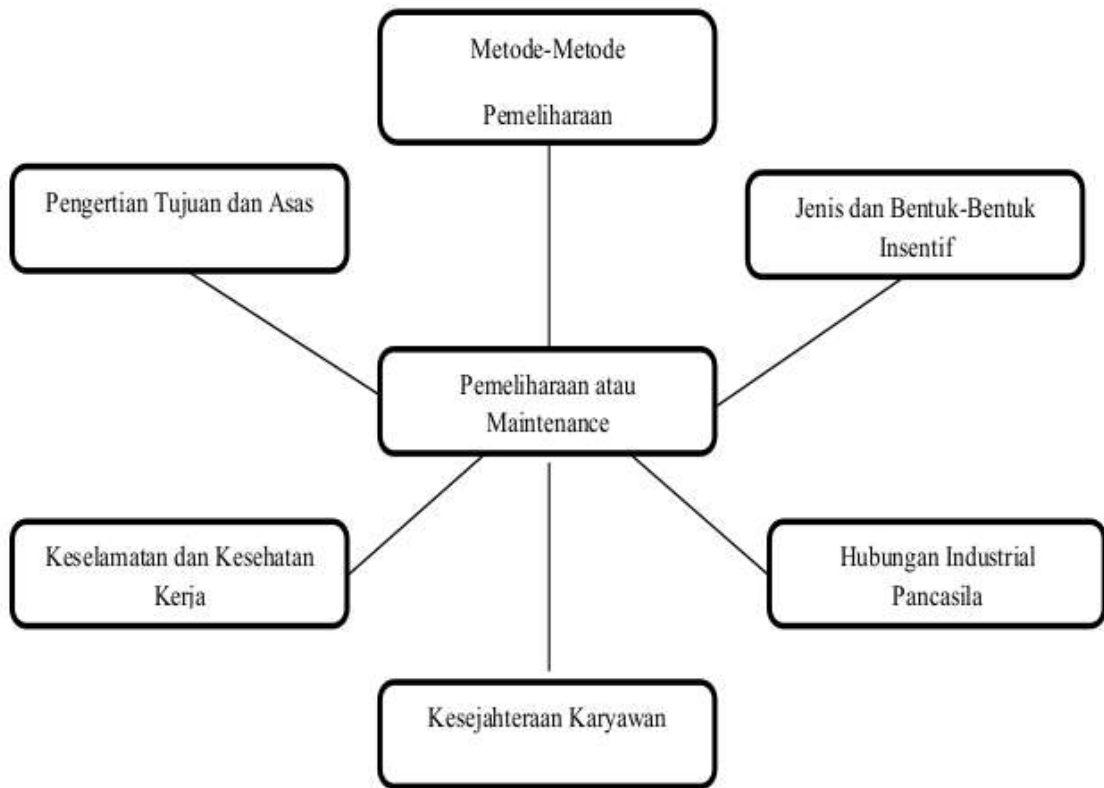 Metode-Metode
Pemeliharaan
Pengertian Tujuan dan Asas
Jenis dan Bentuk-Bentuk
Insentif
Pemeliharaan atau
Maintenance
Keselamatan dan Kesehatan
Kerja
Hubungan Industrial
Pancasila
Kesejahteraan Karyawan